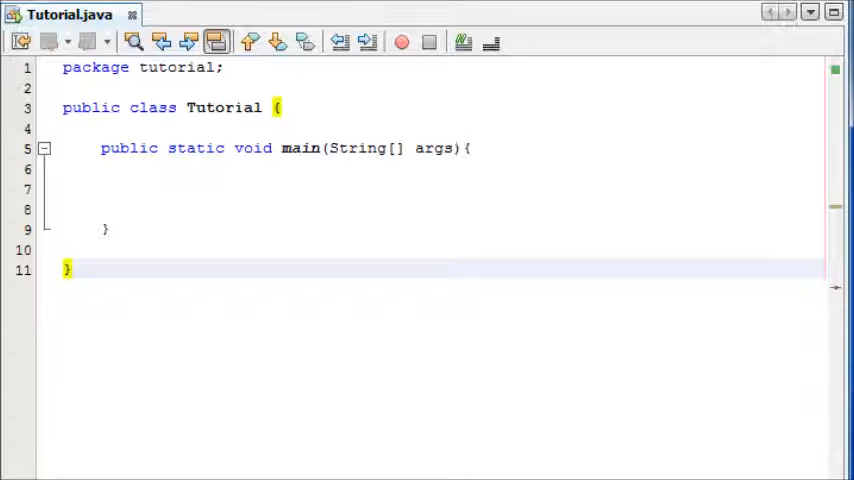 Tutorial.java
1 package tutorial;
2
3 public class Tutorial {
4
5 public static void main(String[] args){
6
7
8
9 }
10
11 }